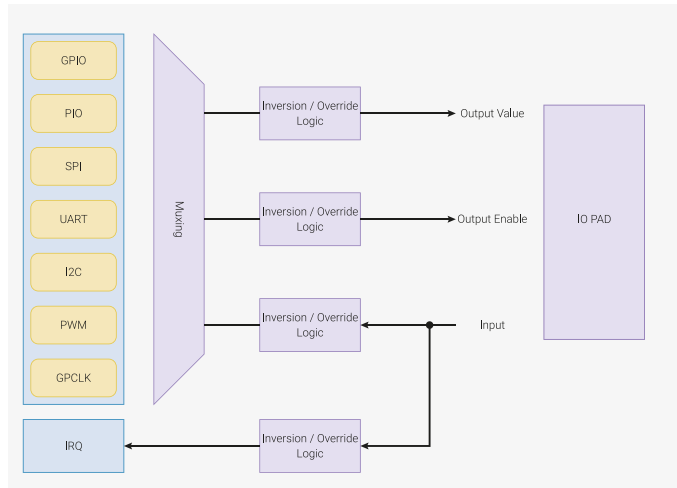 GPIO
PIO
SPI
UART
I2C
PWM
GPCLK
IRQ
Muxing
Inversion / Override
Logic
Output Value
Inversion / Override
Logic
Output Enable
Inversion / Override
Logic
Input
Inversion / Override
Logic
IO PAD